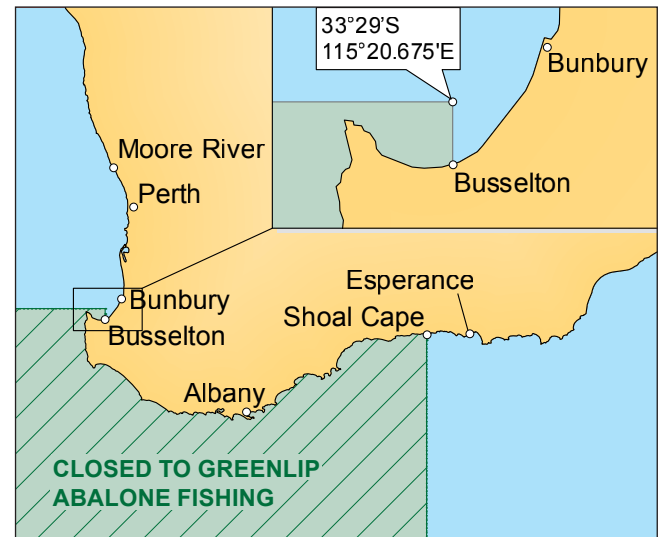 33°29’S
115°20.675'E
Bunbury
Busselton
Moore River
Perth
Bunbury
Busselton
Esperance
Shoal Cape
Albany
CLOSED TO GREENLIP
ABALONE FISHING